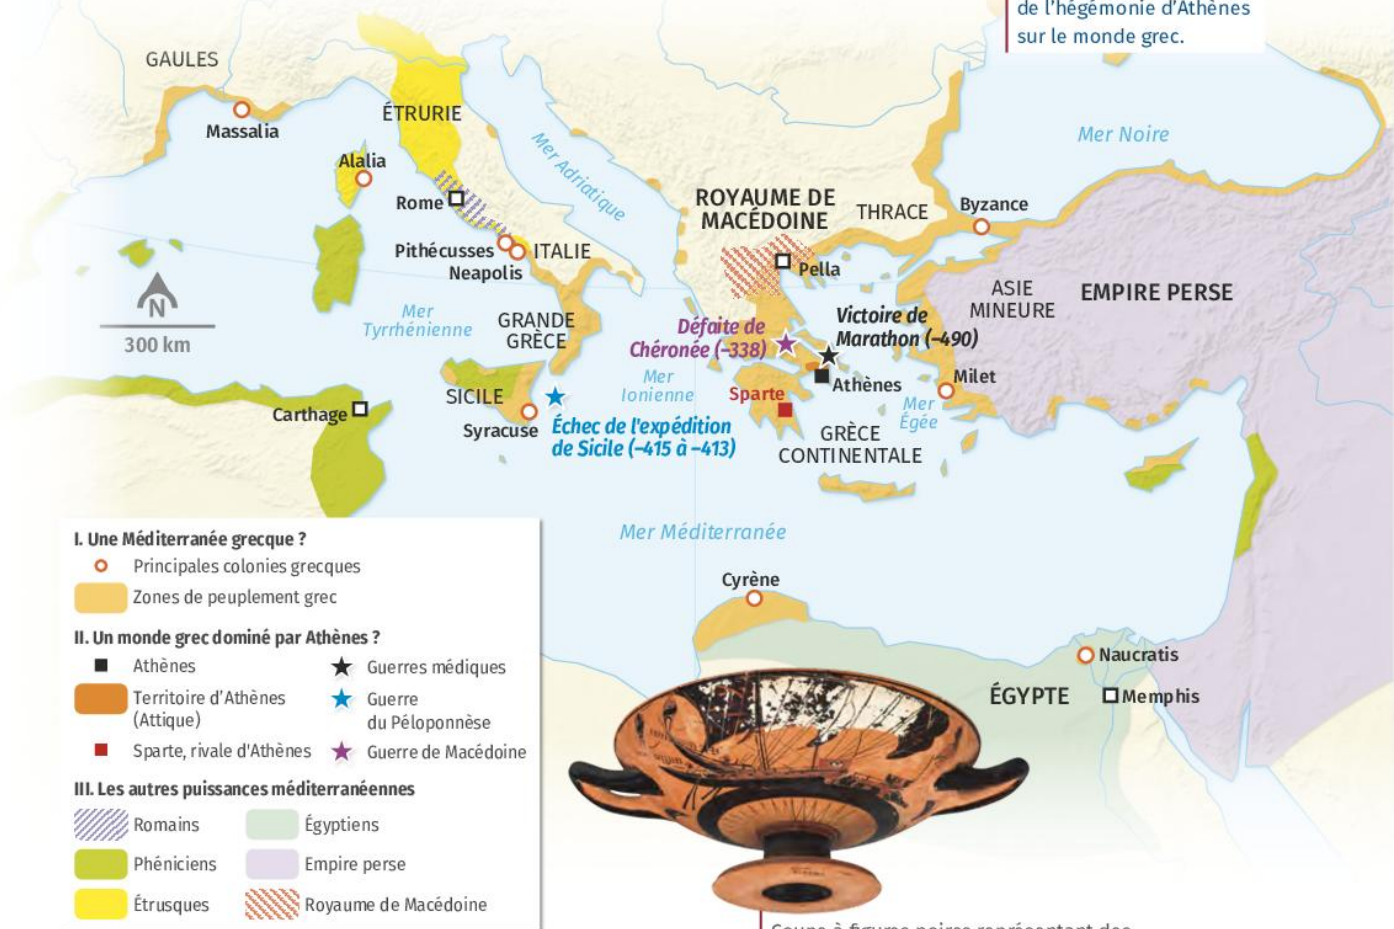 de l'hégémonie d'Athènes
sur le monde grec.
GAULES
Massalia
ÉTRURIE
Alalia
Rome
Pithécusses
Neapolis
ITALIE
Mer Adriatique
Mer Noire
ROYAUME DE
MACÉDOINE
THRACE
Byzance
Pella
ASIE
MINEURE
EMPIRE PERSE
N
300 km
Mer
Tyrrhénienne
GRANDE
GRÈCE
Défaite de
Chéronée (–338)
Victoire de
Marathon (–490)
Mer
Ionienne
Athènes
Milet
Sparte
Mer
Égée
SICILE
Carthage
Syracuse
Échec de l'expédition
de Sicile (–415 à –413)
GRÈCE
CONTINENTALE
Mer Méditerranée
Cyrène
Naucratis
ÉGYPTE
Memphis
I. Une Méditerranée grecque ?
Principales colonies grecques
Zones de peuplement grec
II. Un monde grec dominé par Athènes ?
Athènes
Guerres médiques
Territoire d'Athènes
(Attique)
Guerre
du Péloponnèse
Sparte, rivale d'Athènes
Guerre de Macédoine
III. Les autres puissances méditerranéennes
Romains
Égyptiens
Phéniciens
Empire perse
Étrusques
Royaume de Macédoine
Coupe à figures noires représentant des